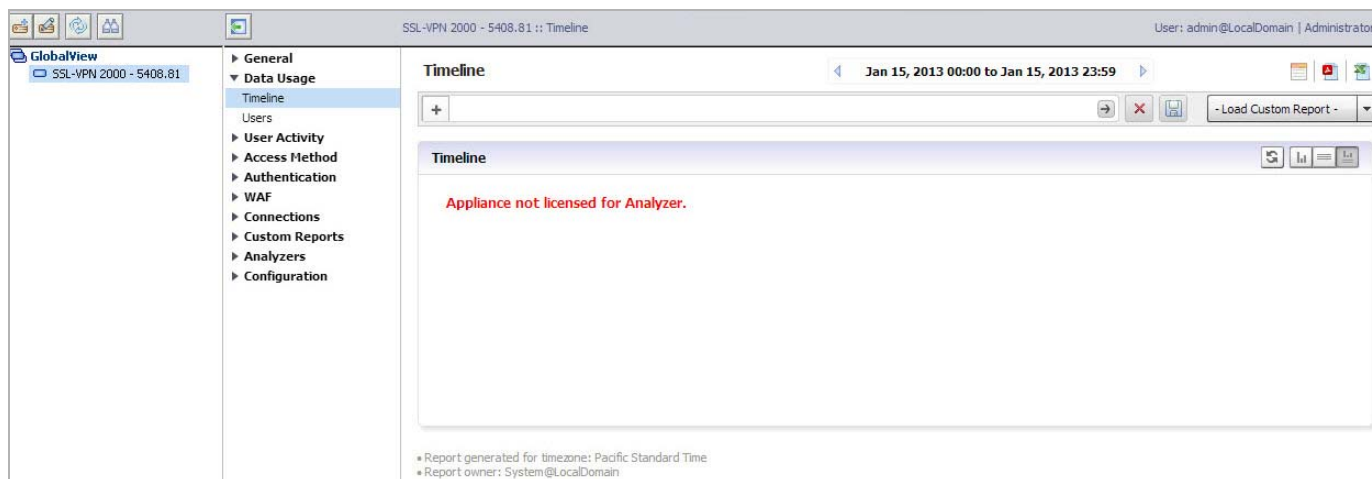 SSL-VPN 2000 - 5408.81 :: Timeline
User: admin@LocalDomain | Administrator
GlobalView
SSL-VPN 2000 - 5408.81
General
Data Usage
Timeline
Users
User Activity
Access Method
Authentication
WAF
Connections
Custom Reports
Analyzers
Configuration
Timeline
Jan 15, 2013 00:00 to Jan 15, 2013 23:59
- Load Custom Report -
Timeline
Appliance not licensed for Analyzer.
Report generated for timezone: Pacific Standard Time
Report owner: System@LocalDomain